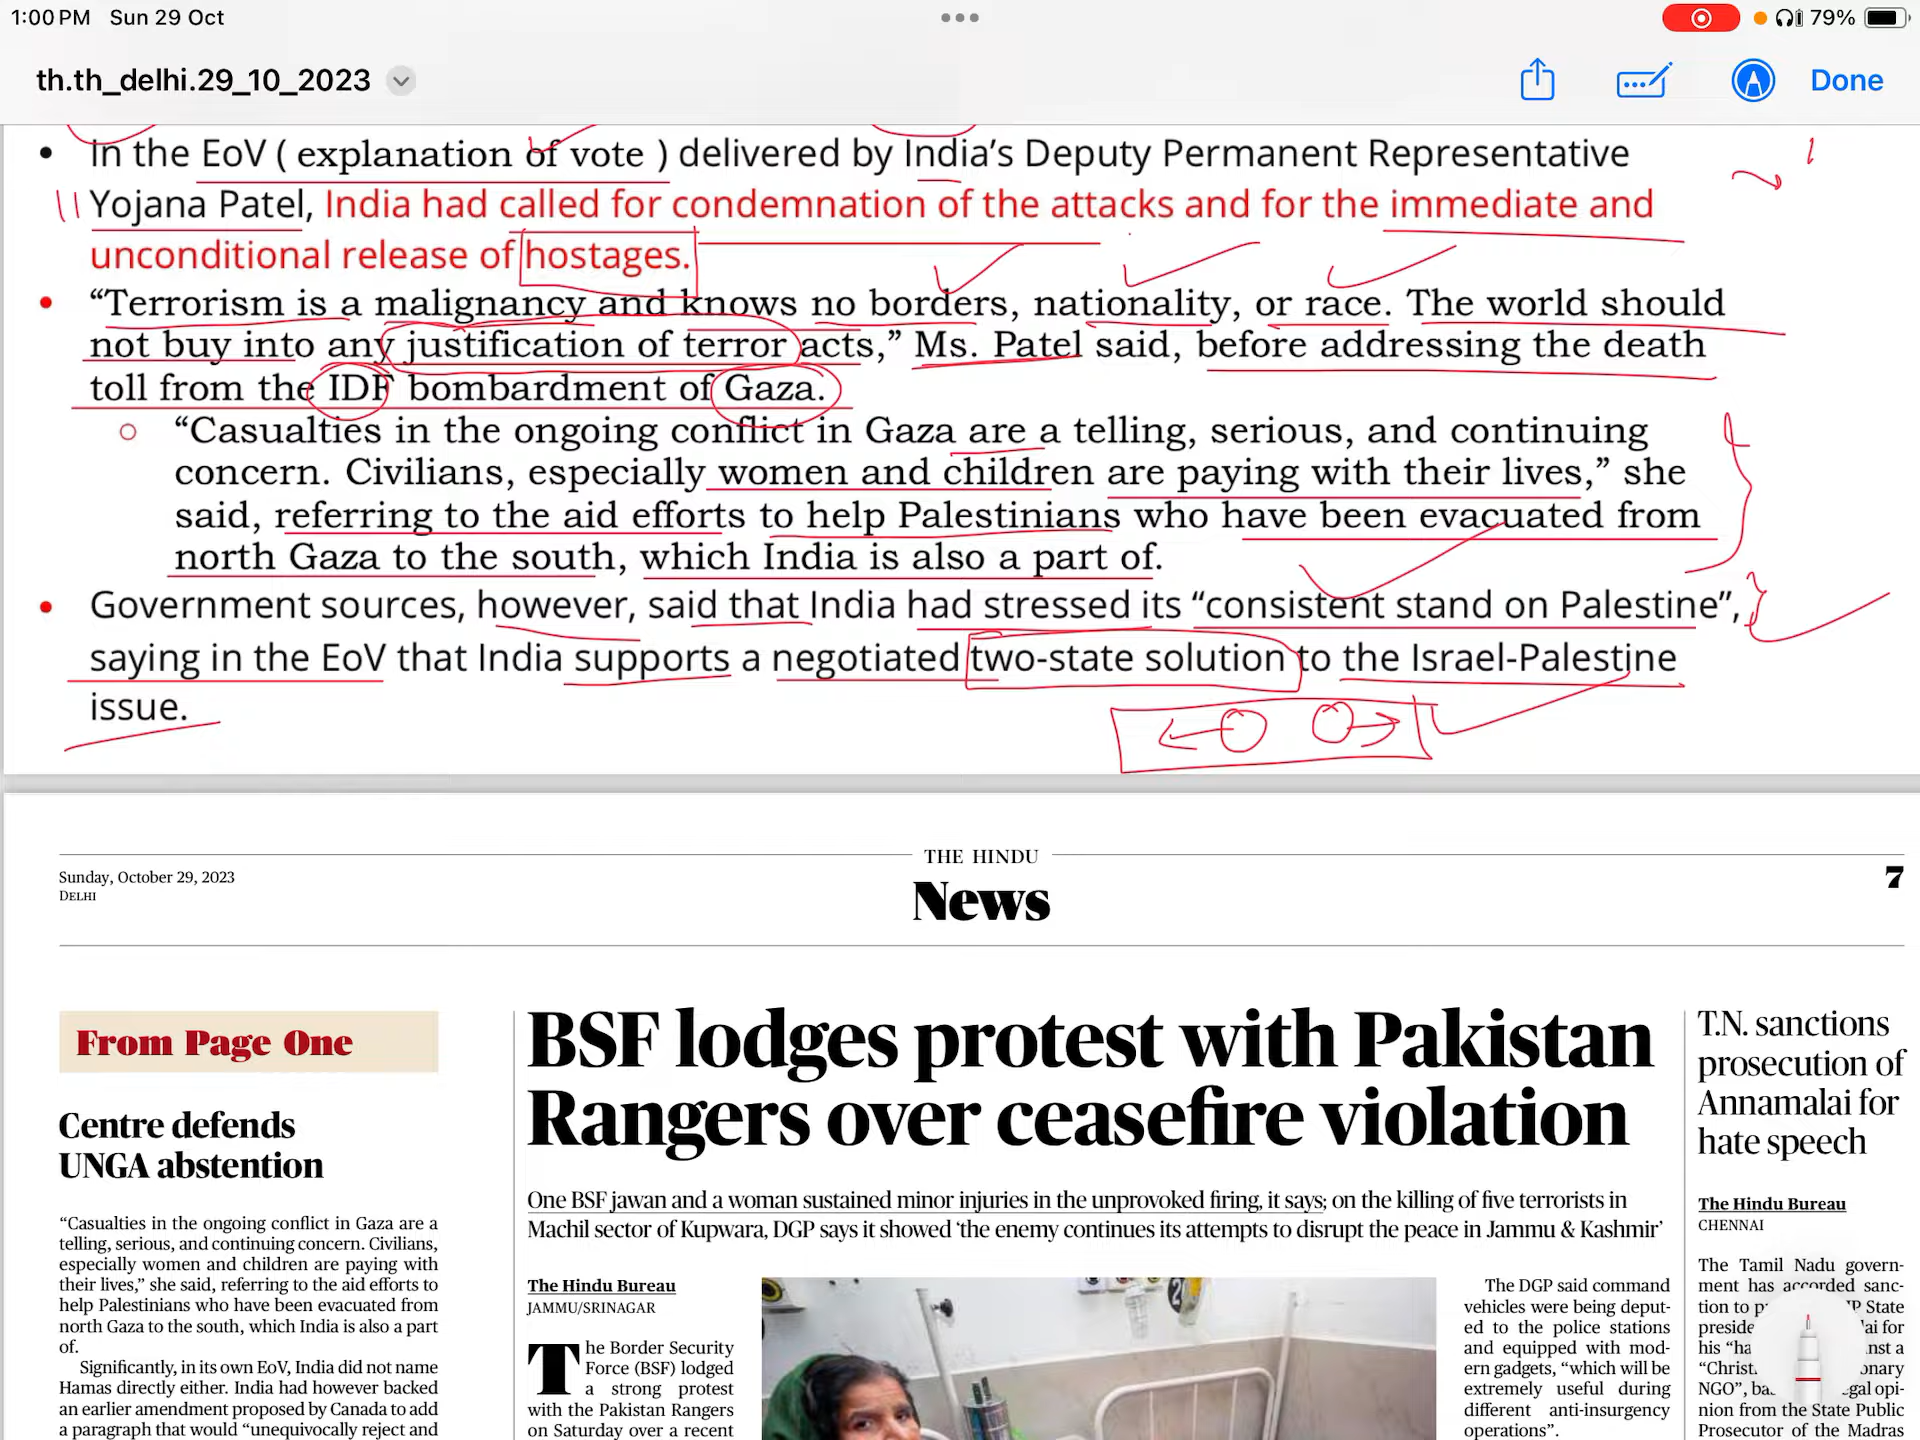 1:00 PM Sun 29 Oct
79%
th.th_delhi.29_10_2023
Done
• In the EoV ( explanation of vote ) delivered by India’s Deputy Permanent Representative
Yojana Patel, India had called for condemnation of the attacks and for the immediate and
unconditional release of hostages.
• “Terrorism is a malignancy and knows no borders, nationality, or race. The world should
not buy into any justification of terror acts,” Ms. Patel said, before addressing the death
toll from the IDF bombardment of Gaza.
○ “Casualties in the ongoing conflict in Gaza are a telling, serious, and continuing
concern. Civilians, especially women and children are paying with their lives,” she
said, referring to the aid efforts to help Palestinians who have been evacuated from
north Gaza to the south, which India is also a part of.
• Government sources, however, said that India had stressed its “consistent stand on Palestine”,
saying in the EoV that India supports a negotiated two-state solution to the Israel-Palestine
issue.
THE HINDU
Sunday, October 29, 2023
DELHI
News
7
From Page One
Centre defends
UNGA abstention
“Casualties in the ongoing conflict in Gaza are a
telling, serious, and continuing concern. Civilians,
especially women and children are paying with
their lives,” she said, referring to the aid efforts to
help Palestinians who have been evacuated from
north Gaza to the south, which India is also a part
of.
Significantly, in its own EoV, India did not name
Hamas directly either. India had however backed
an earlier amendment proposed by Canada to add
a paragraph that would “unequivocally reject and
BSF lodges protest with Pakistan
Rangers over ceasefire violation
One BSF jawan and a woman sustained minor injuries in the unprovoked firing, it says; on the killing of five terrorists in
Machil sector of Kupwara, DGP says it showed ‘the enemy continues its attempts to disrupt the peace in Jammu & Kashmir’
The Hindu Bureau
JAMMU/SRINAGAR
The Border Security
Force (BSF) lodged
a strong protest
with the Pakistan Rangers
on Saturday over a recent
The DGP said command
vehicles were being deput-
ed to the police stations
and equipped with mod-
ern gadgets, “which will be
extremely useful during
different anti-insurgency
operations”.
T.N. sanctions
prosecution of
Annamalai for
hate speech
The Hindu Bureau
CHENNAI
The Tamil Nadu govern-
ment has accorded sanc-
tion to State
for
his a
“Christ
NGO”, opi-
nion from the State Public
Prosecutor of the Madras